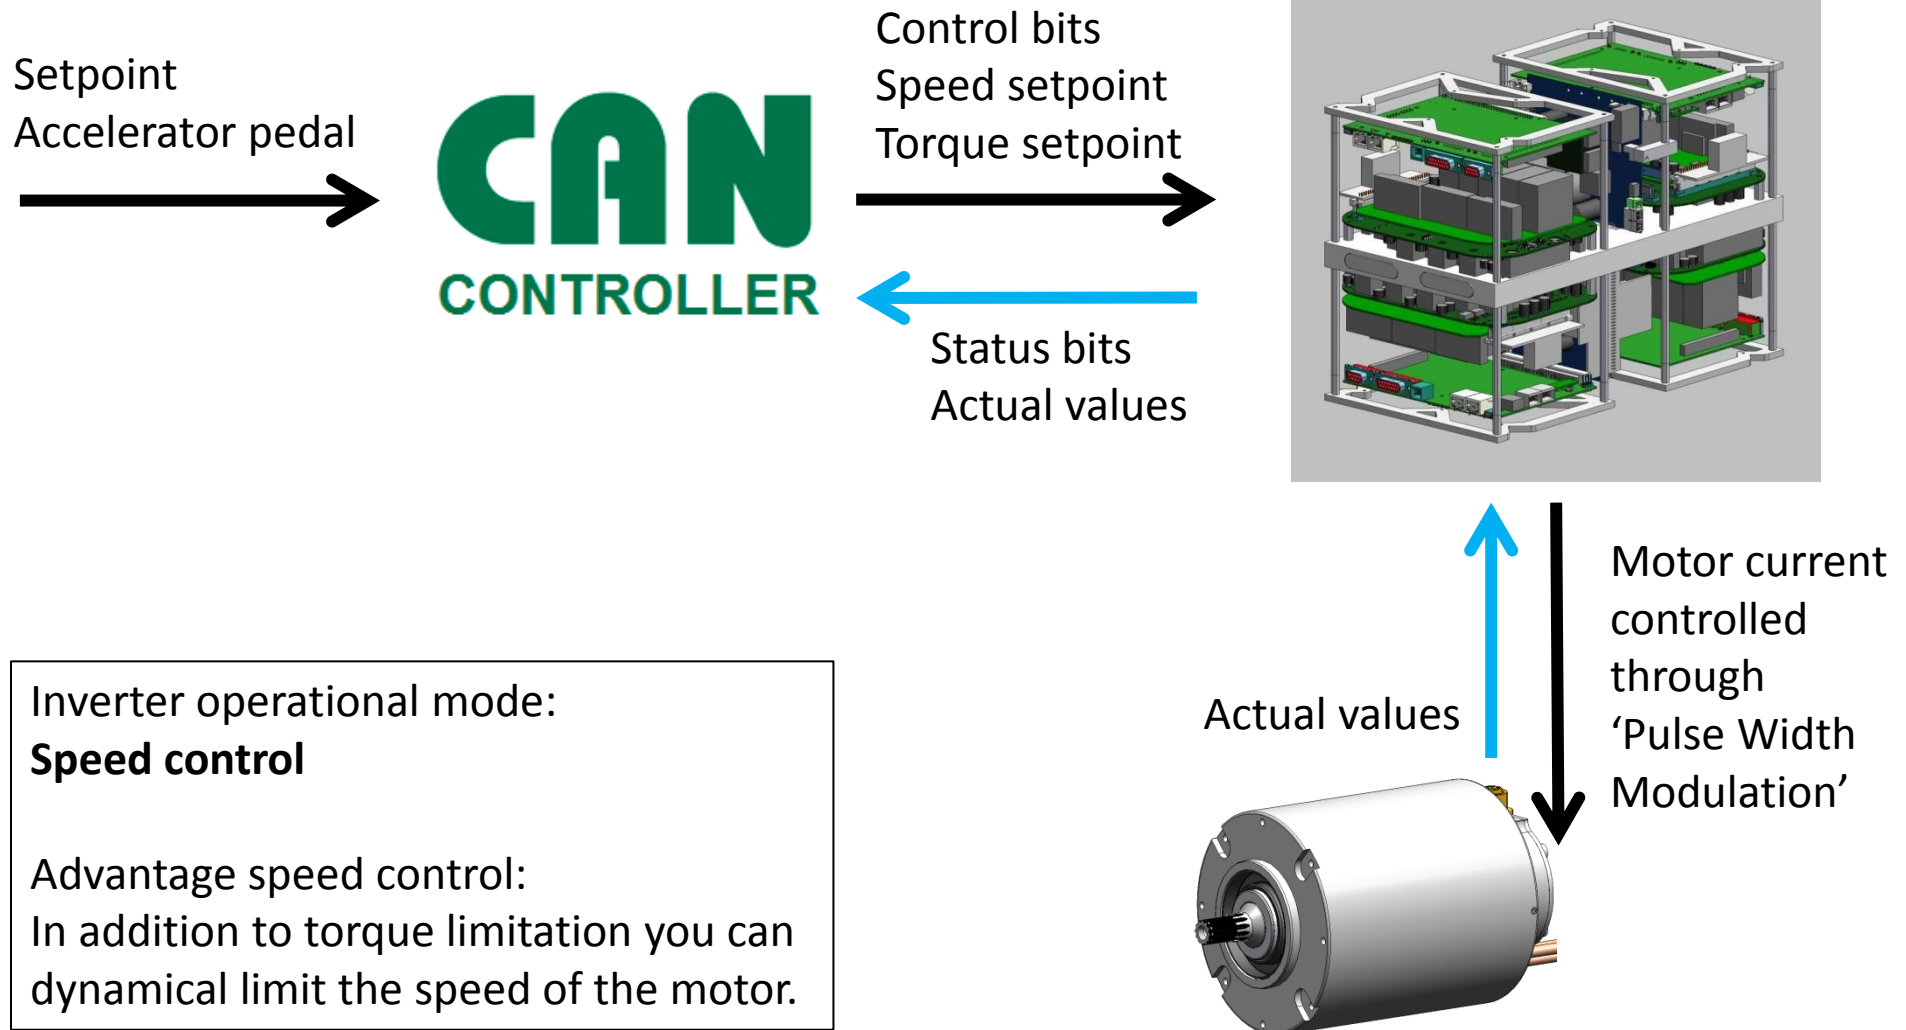 Setpoint
Accelerator pedal
CAN
CONTROLLER
Control bits
Speed setpoint
Torque setpoint
Status bits
Actual values
Motor current
controlled
through
‘Pulse Width
Modulation’
Actual values
Inverter operational mode:
Speed control
Advantage speed control:
In addition to torque limitation you can
dynamical limit the speed of the motor.